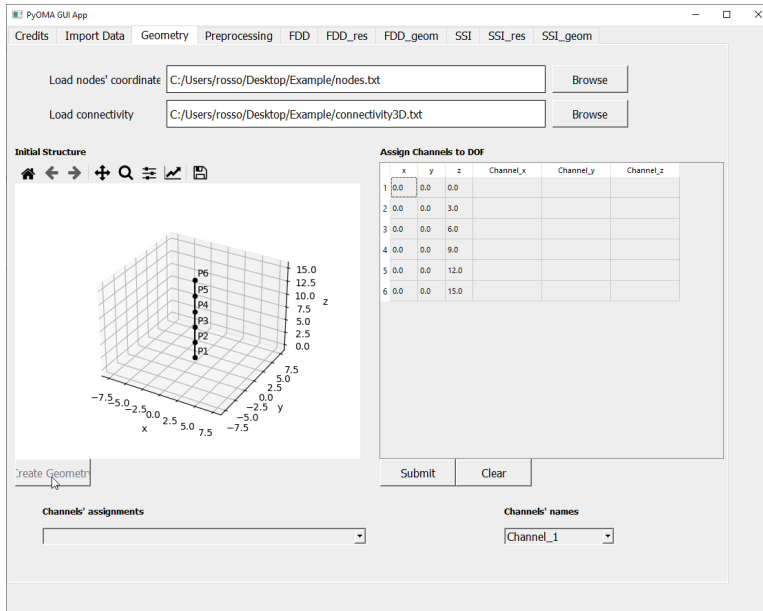 PyOMA GUI App
Credits Import Data Geometry Preprocessing FDD FDD_res FDD_geom SSI SSI_res SSI_geom
Load nodes' coordinate C:/Users/rosso/Desktop/Example/nodes.txt Browse
Load connectivity C:/Users/rosso/Desktop/Example/connectivity3D.txt Browse
Initial Structure
P6
P5
P4
P3
P2
P1
15.0
12.5
10.0
7.5
5.0
2.5
0.0
z
7.5
5.0
2.5
0.0
−2.5
−5.0
−7.5
y
−7.5 −5.0 −2.5 0.0 2.5 5.0 7.5
x
Create Geometr
Assign Channels to DOF
x y z Channel_x Channel_y Channel_z
1 0.0 0.0 0.0
2 0.0 0.0 3.0
3 0.0 0.0 6.0
4 0.0 0.0 9.0
5 0.0 0.0 12.0
6 0.0 0.0 15.0
Submit Clear
Channels' assignments
Channels' names
Channel_1